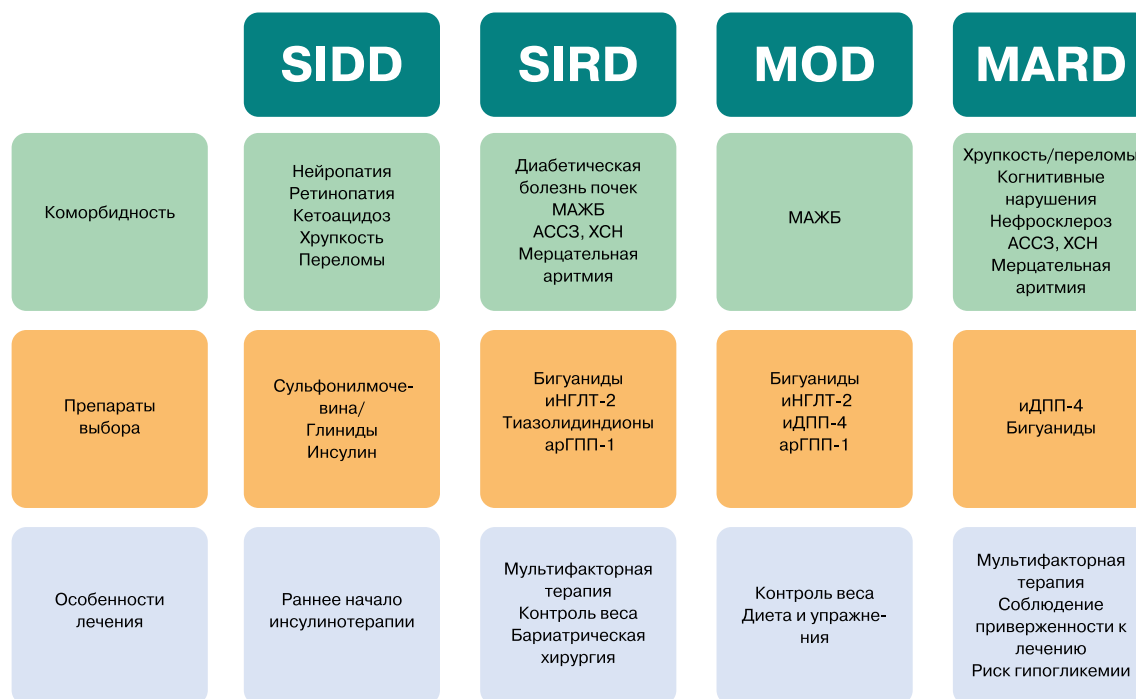 SIDD
SIRD
MOD
MARD
Коморбидность
Нейропатия
Ретинопатия
Кетоацидоз
Хрупкость
Переломы
Диабетическая
болезнь почек
МАЖБ
АССЗ, ХСН
Мерцательная
аритмия
МАЖБ
Хрупкость/переломы
Когнитивные
нарушения
Нефросклероз
АССЗ, ХСН
Мерцательная
аритмия
Препараты
выбора
Сульфонилмоче-
вина/
Глиниды
Инсулин
Бигуаниды
иНГЛТ-2
Тиазолидиндионы
арГПП-1
Бигуаниды
иНГЛТ-2
иДПП-4
арГПП-1
иДПП-4
Бигуаниды
Особенности
лечения
Раннее начало
инсулинотерапии
Мультифакторная
терапия
Контроль веса
Бариатрическая
хирургия
Контроль веса
Диета и упражне-
ния
Мультифакторная
терапия
Соблюдение
приверженности к
лечению
Риск гипогликемии